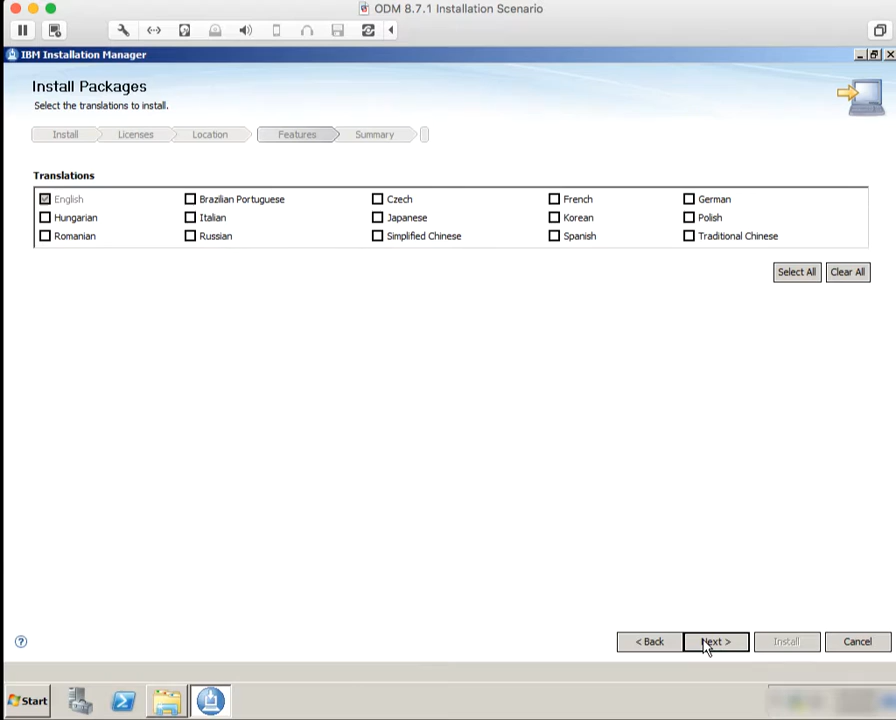 ODM 8.7.1 Installation Scenario
IBM Installation Manager
Install Packages
Select the translations to install.
Install Licenses Location Features Summary
Translations
English Brazilian Portuguese Czech French German
Hungarian Italian Japanese Korean Polish
Romanian Russian Simplified Chinese Spanish Traditional Chinese
Select All Clear All
? < Back Next > Install Cancel
Start